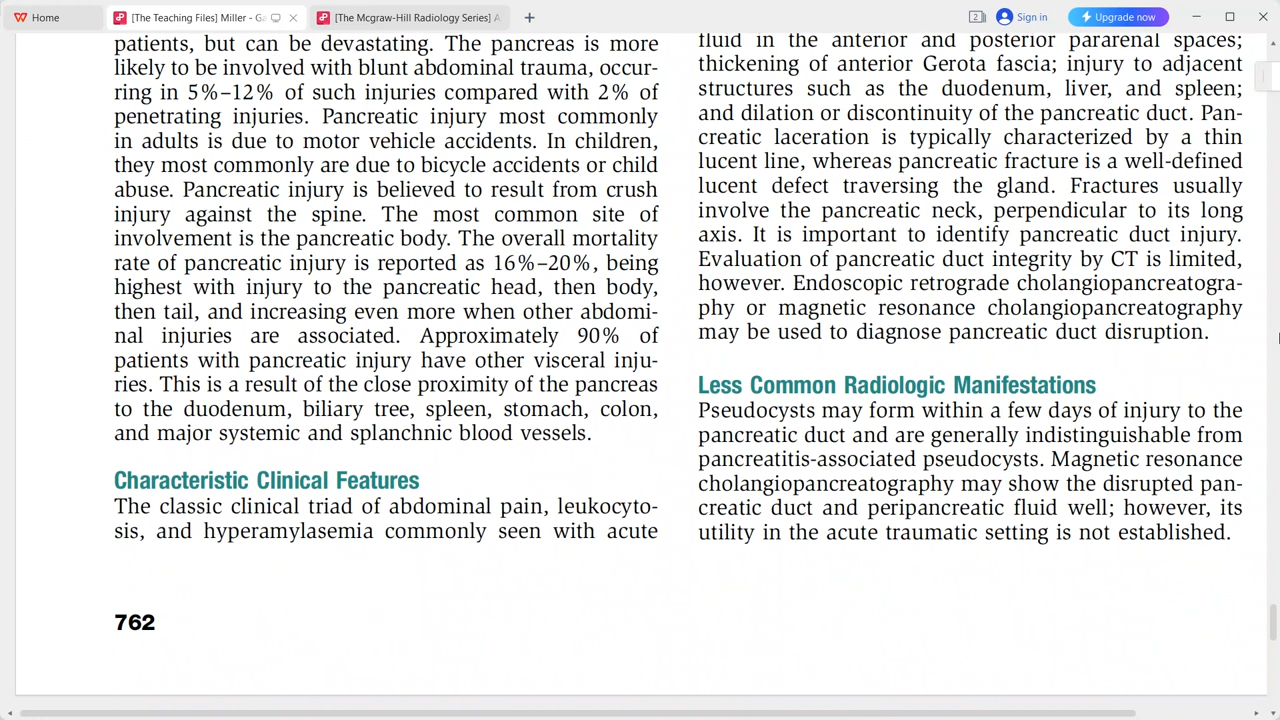 Home
[The Teaching Files] Miller - Ga
[The Mcgraw-Hill Radiology Series] A
2
Sign in
Upgrade now
patients, but can be devastating. The pancreas is more
likely to be involved with blunt abdominal trauma, occur-
ring in 5%–12% of such injuries compared with 2% of
penetrating injuries. Pancreatic injury most commonly
in adults is due to motor vehicle accidents. In children,
they most commonly are due to bicycle accidents or child
abuse. Pancreatic injury is believed to result from crush
injury against the spine. The most common site of
involvement is the pancreatic body. The overall mortality
rate of pancreatic injury is reported as 16%–20%, being
highest with injury to the pancreatic head, then body,
then tail, and increasing even more when other abdomi-
nal injuries are associated. Approximately 90% of
patients with pancreatic injury have other visceral inju-
ries. This is a result of the close proximity of the pancreas
to the duodenum, biliary tree, spleen, stomach, colon,
and major systemic and splanchnic blood vessels.
Characteristic Clinical Features
The classic clinical triad of abdominal pain, leukocyto-
sis, and hyperamylasemia commonly seen with acute
762
fluid in the anterior and posterior pararenal spaces;
thickening of anterior Gerota fascia; injury to adjacent
structures such as the duodenum, liver, and spleen;
and dilation or discontinuity of the pancreatic duct. Pan-
creatic laceration is typically characterized by a thin
lucent line, whereas pancreatic fracture is a well-defined
lucent defect traversing the gland. Fractures usually
involve the pancreatic neck, perpendicular to its long
axis. It is important to identify pancreatic duct injury.
Evaluation of pancreatic duct integrity by CT is limited,
however. Endoscopic retrograde cholangiopancreatogra-
phy or magnetic resonance cholangiopancreatography
may be used to diagnose pancreatic duct disruption.
Less Common Radiologic Manifestations
Pseudocysts may form within a few days of injury to the
pancreatic duct and are generally indistinguishable from
pancreatitis-associated pseudocysts. Magnetic resonance
cholangiopancreatography may show the disrupted pan-
creatic duct and peripancreatic fluid well; however, its
utility in the acute traumatic setting is not established.